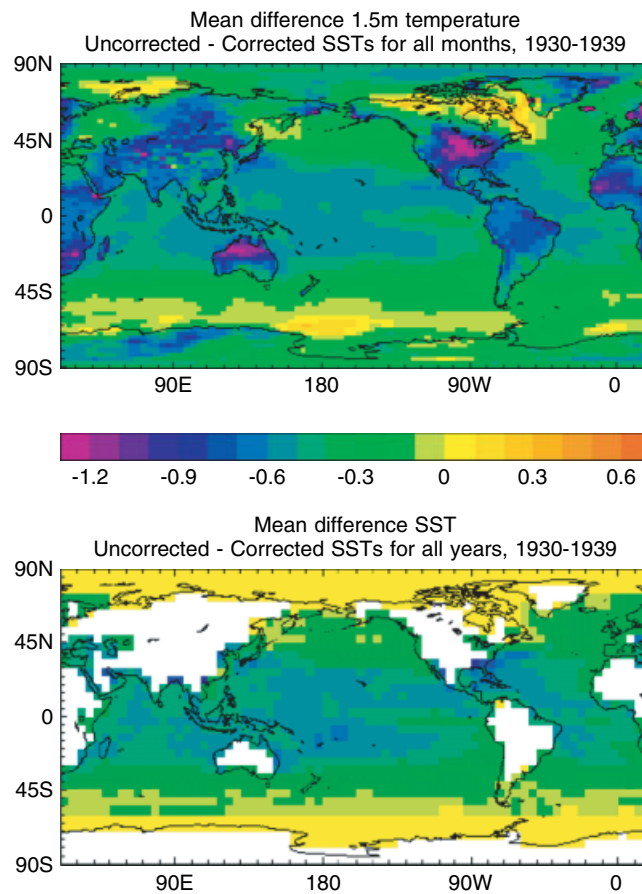 Mean difference 1.5m temperature
Uncorrected - Corrected SSTs for all months, 1930-1939
90N
45N
0
45S
90S
90E 180 90W 0
-1.2 -0.9 -0.6 -0.3 0 0.3 0.6
Mean difference SST
Uncorrected - Corrected SSTs for all years, 1930-1939
90N
45N
0
45S
90S
90E 180 90W 0